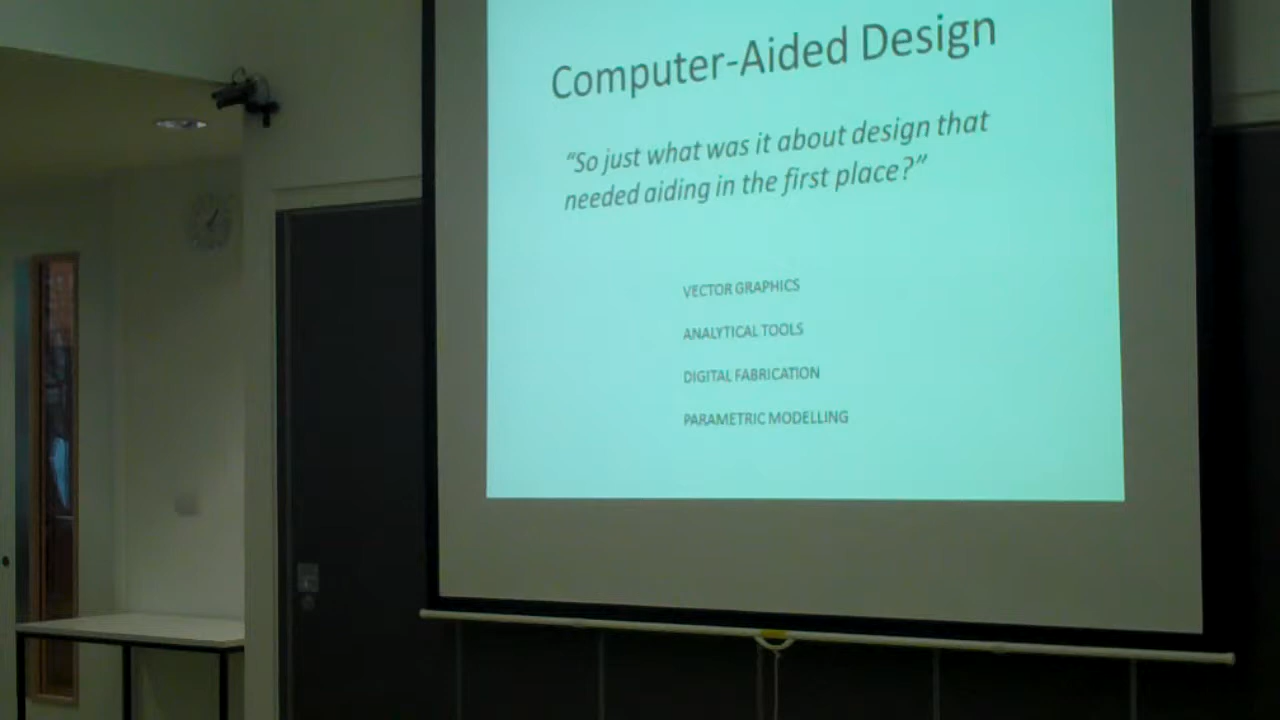 Computer-Aided Design
“So just what was it about design that
needed aiding in the first place?”
VECTOR GRAPHICS
ANALYTICAL TOOLS
DIGITAL FABRICATION
PARAMETRIC MODELLING